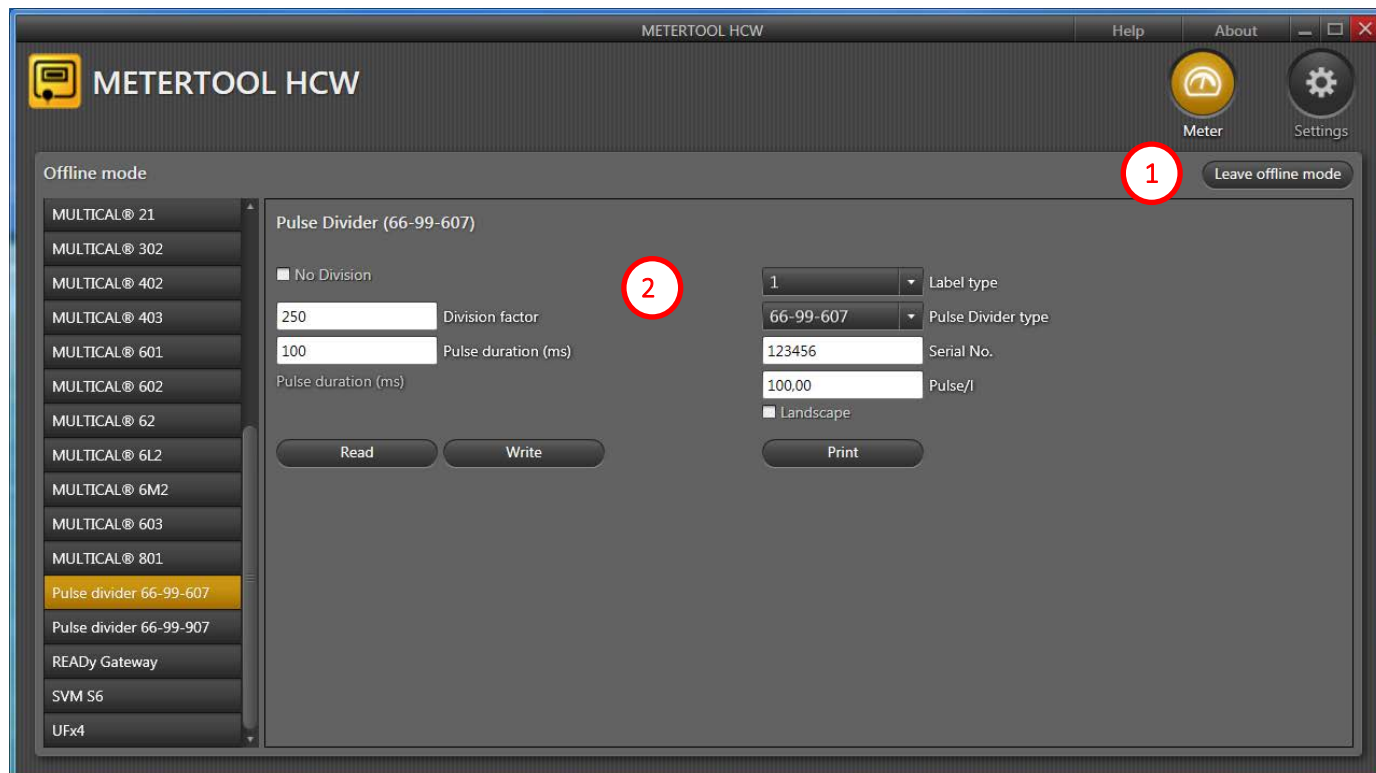 METERTOOL HCW
Help
About
METERTOOL HCW
Meter
Settings
Offline mode
1
Leave offline mode
MULTICAL® 21
MULTICAL® 302
MULTICAL® 402
MULTICAL® 403
MULTICAL® 601
MULTICAL® 602
MULTICAL® 62
MULTICAL® 6L2
MULTICAL® 6M2
MULTICAL® 603
MULTICAL® 801
Pulse divider 66-99-607
Pulse divider 66-99-907
READy Gateway
SVM S6
UFx4
Pulse Divider (66-99-607)
No Division
250 Division factor
100 Pulse duration (ms)
Pulse duration (ms)
Read Write
2
1 Label type
66-99-607 Pulse Divider type
123456 Serial No.
100,00 Pulse/l
Landscape
Print